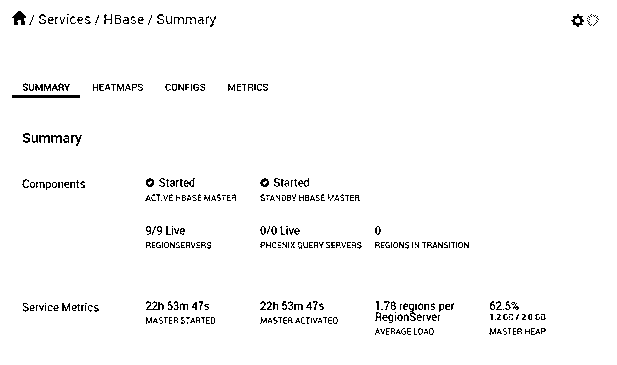 / Services / HBase / Summary
SUMMARY HEATMAPS CONFIGS METRICS
Summary
Components
Started Started
ACTIVE HBASE MASTER STANDBY HBASE MASTER
9/9 Live 0/0 Live 0
REGIONSERVERS PHOENIX QUERY SERVERS REGIONS IN TRANSITION
Service Metrics
22h 53m 47s 22h 53m 47s 1.78 regions per RegionServer 62.5%
1.2 GB / 2.0 GB
MASTER STARTED MASTER ACTIVATED AVERAGE LOAD MASTER HEAP